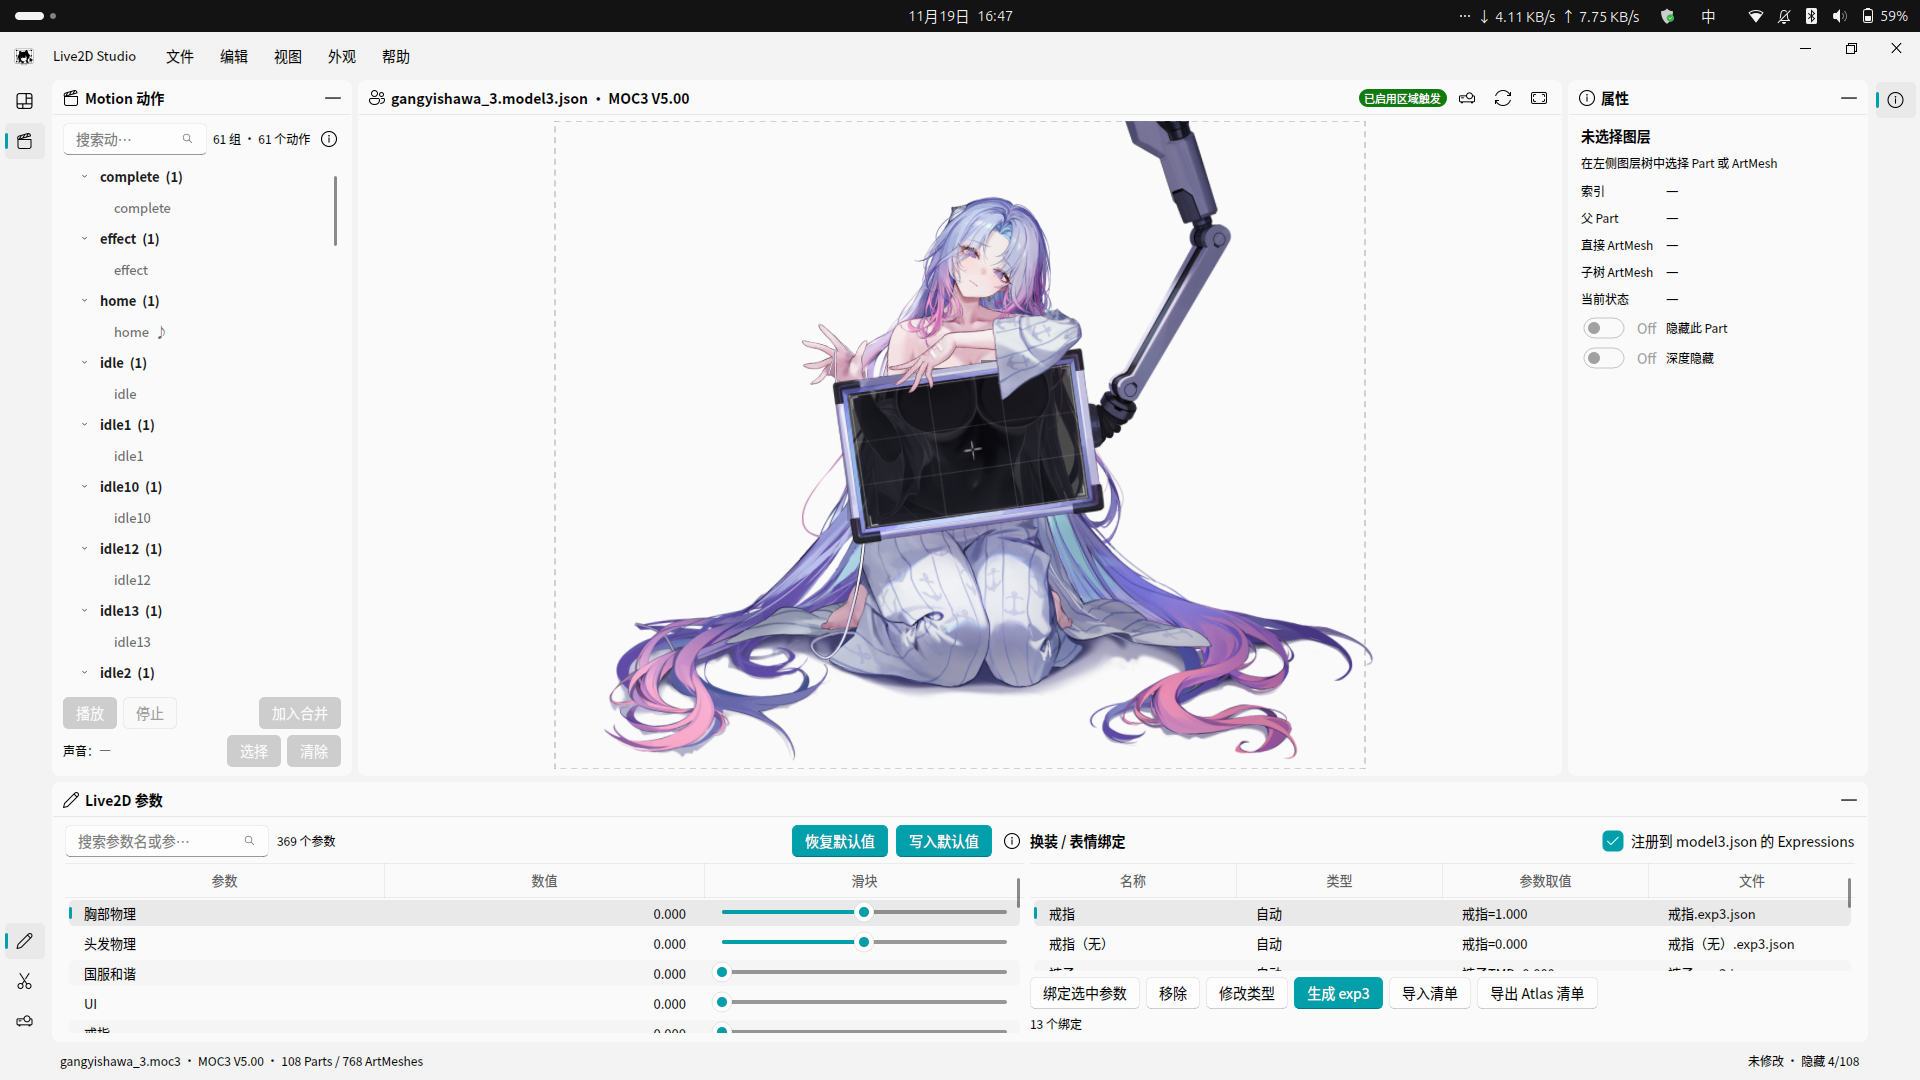 11月19日 16:47
··· ↓ 4.11 KB/s ↑ 7.75 KB/s 中 59%
Live2D Studio 文件 编辑 视图 外观 帮助
Motion 动作
搜索动···
61 组 • 61 个动作
complete (1)
complete
effect (1)
effect
home (1)
home ♪
idle (1)
idle
idle1 (1)
idle1
idle10 (1)
idle10
idle12 (1)
idle12
idle13 (1)
idle13
idle2 (1)
播放 停止 加入合并
声音：—
选择 清除
gangyishawa_3.model3.json • MOC3 V5.00
已启用区域触发
属性
未选择图层
在左侧图层树中选择 Part 或 ArtMesh
索引 —
父 Part —
直接 ArtMesh —
子树 ArtMesh —
当前状态 —
Off 隐藏此 Part
Off 深度隐藏
Live2D 参数
搜索参数名或参···
369 个参数
恢复默认值 写入默认值
参数 数值 滑块
胸部物理 0.000
头发物理 0.000
国服和谐 0.000
UI 0.000
戒指 0.000
换装 / 表情绑定
注册到 model3.json 的 Expressions
名称 类型 参数取值 文件
戒指 自动 戒指=1.000 戒指.exp3.json
戒指（无） 自动 戒指=0.000 戒指（无）.exp3.json
绑定选中参数 移除 修改类型 生成 exp3 导入清单 导出 Atlas 清单
13 个绑定
gangyishawa_3.moc3 • MOC3 V5.00 • 108 Parts / 768 ArtMeshes
未修改 • 隐藏 4/108